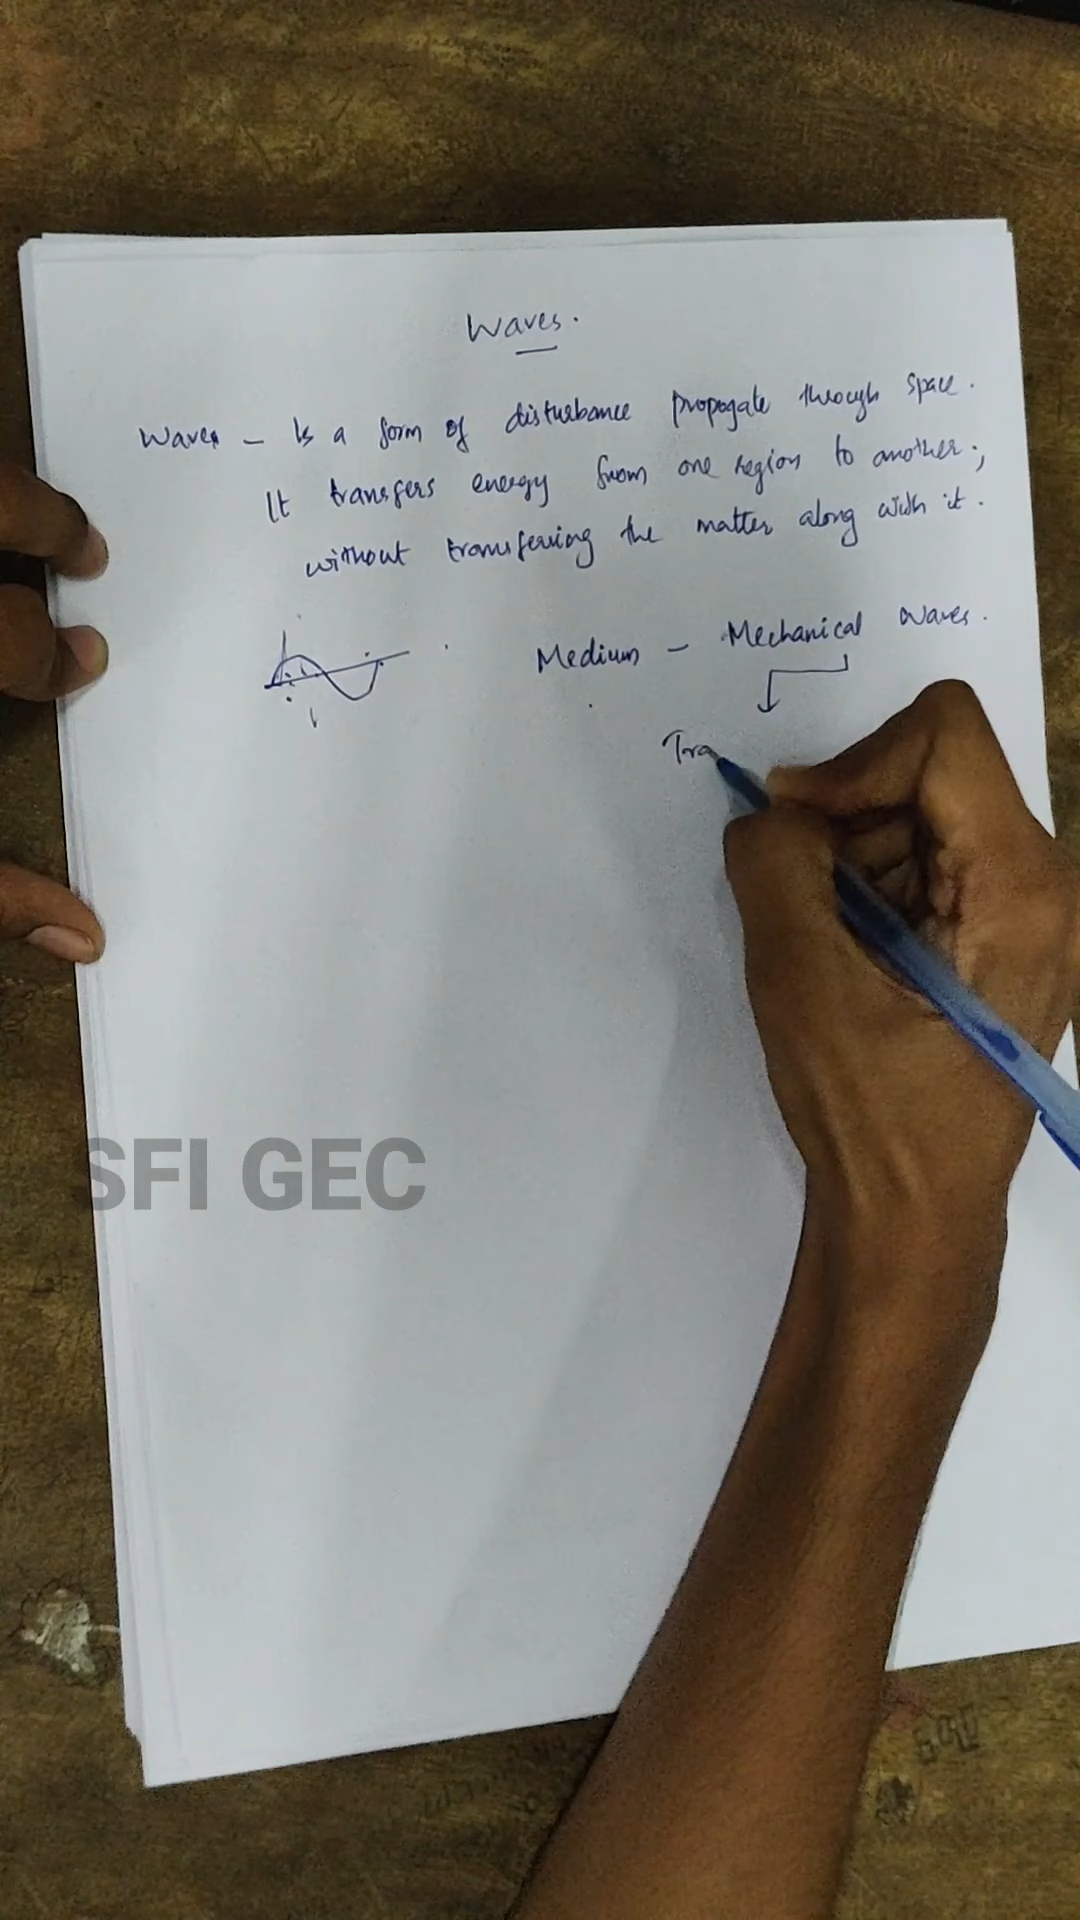 Waves.
Waves – Is a form of disturbance propogate through space.
It transfers energy from one region to another;
without transferring the matter along with it.
Medium – Mechanical Waves.
Tra
SFI GEC